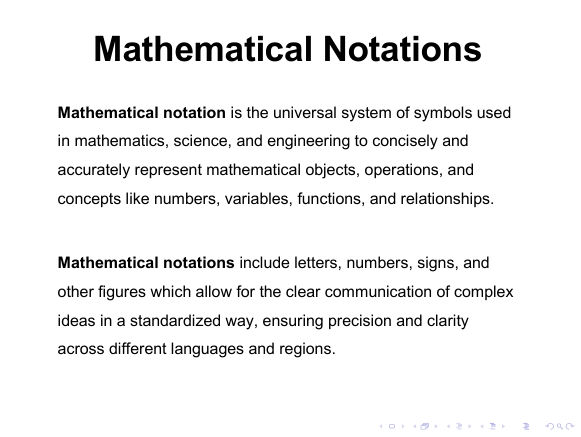 Mathematical Notations
Mathematical notation is the universal system of symbols used
in mathematics, science, and engineering to concisely and
accurately represent mathematical objects, operations, and
concepts like numbers, variables, functions, and relationships.
Mathematical notations include letters, numbers, signs, and
other figures which allow for the clear communication of complex
ideas in a standardized way, ensuring precision and clarity
across different languages and regions.